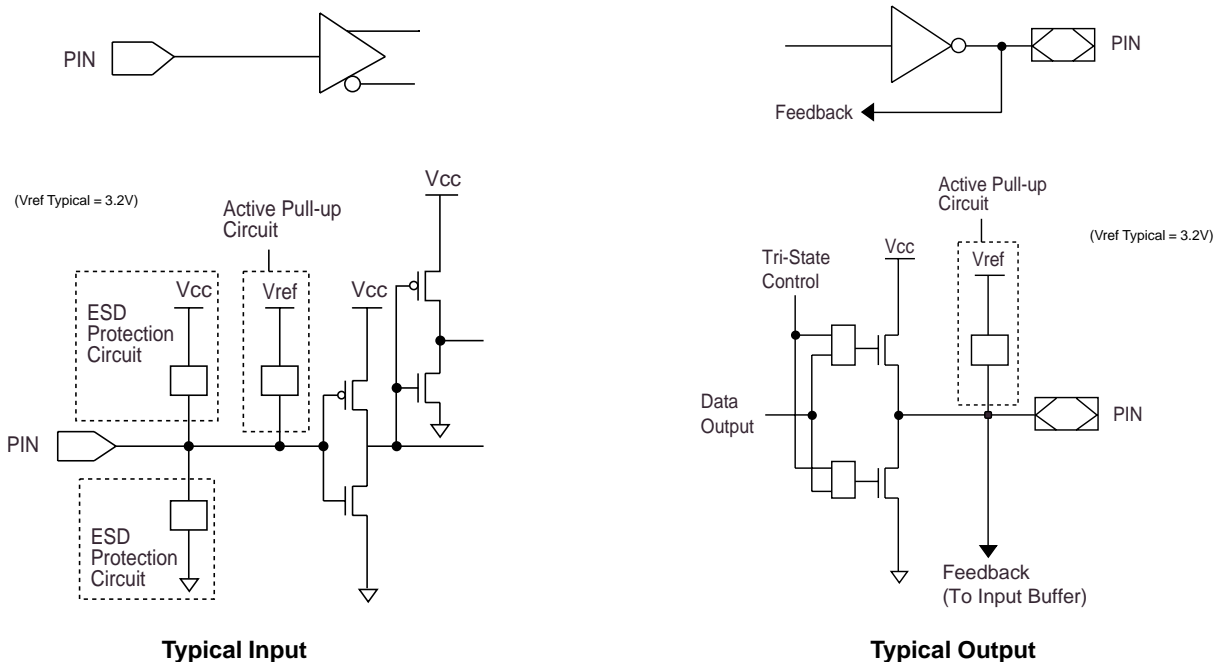 PIN
PIN
Feedback
Vcc
(Vref Typical = 3.2V)
Active Pull-up
Circuit
Vcc
Vref
Vcc
ESD
Protection
Circuit
PIN
ESD
Protection
Circuit
Typical Input
Active Pull-up
Circuit
(Vref Typical = 3.2V)
Tri-State
Control
Vcc
Vref
Data
Output
PIN
Feedback
(To Input Buffer)
Typical Output